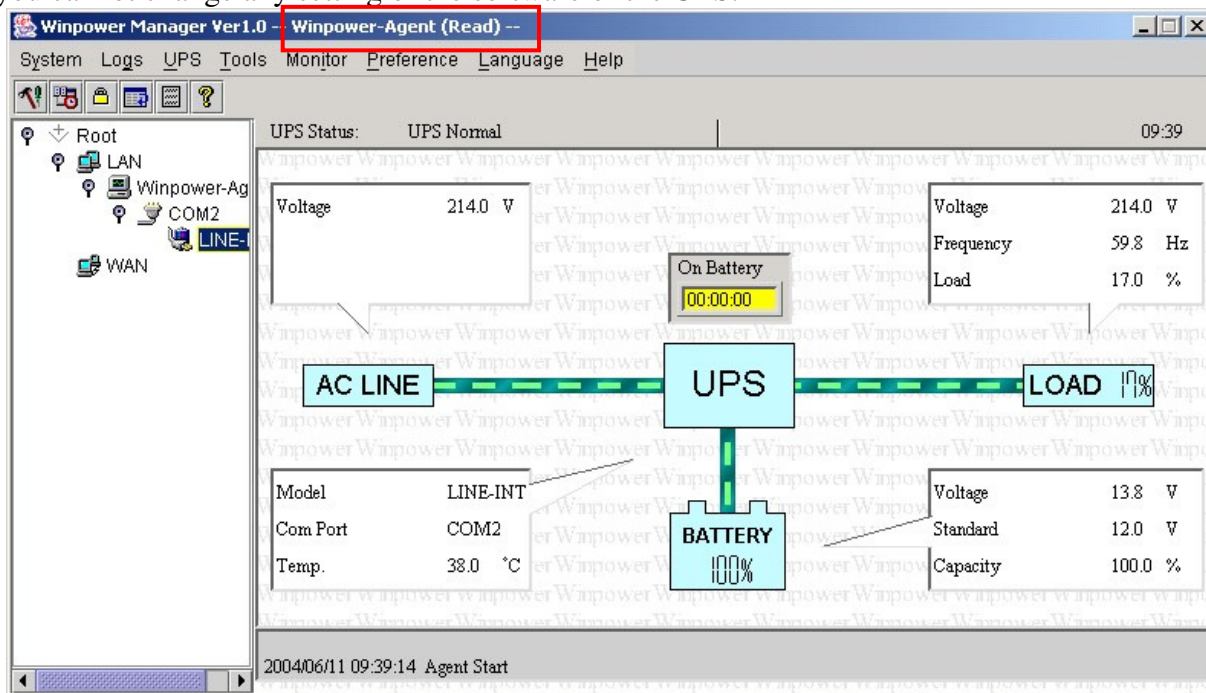 Winpower Manager Ver1.0 -- Winpower-Agent (Read) --
System Logs UPS Tools Monitor Preference Language Help
Root
LAN
Winpower-Ag
COM2
LINE-I
WAN
UPS Status: UPS Normal 09:39
Voltage 214.0 V
Voltage 214.0 V
Frequency 59.8 Hz
Load 17.0 %
On Battery
00:00:00
AC LINE
UPS
LOAD 17%
Model LINE-INT
Com Port COM2
Temp. 38.0 °C
BATTERY
100%
Voltage 13.8 V
Standard 12.0 V
Capacity 100.0 %
2004/06/11 09:39:14 Agent Start